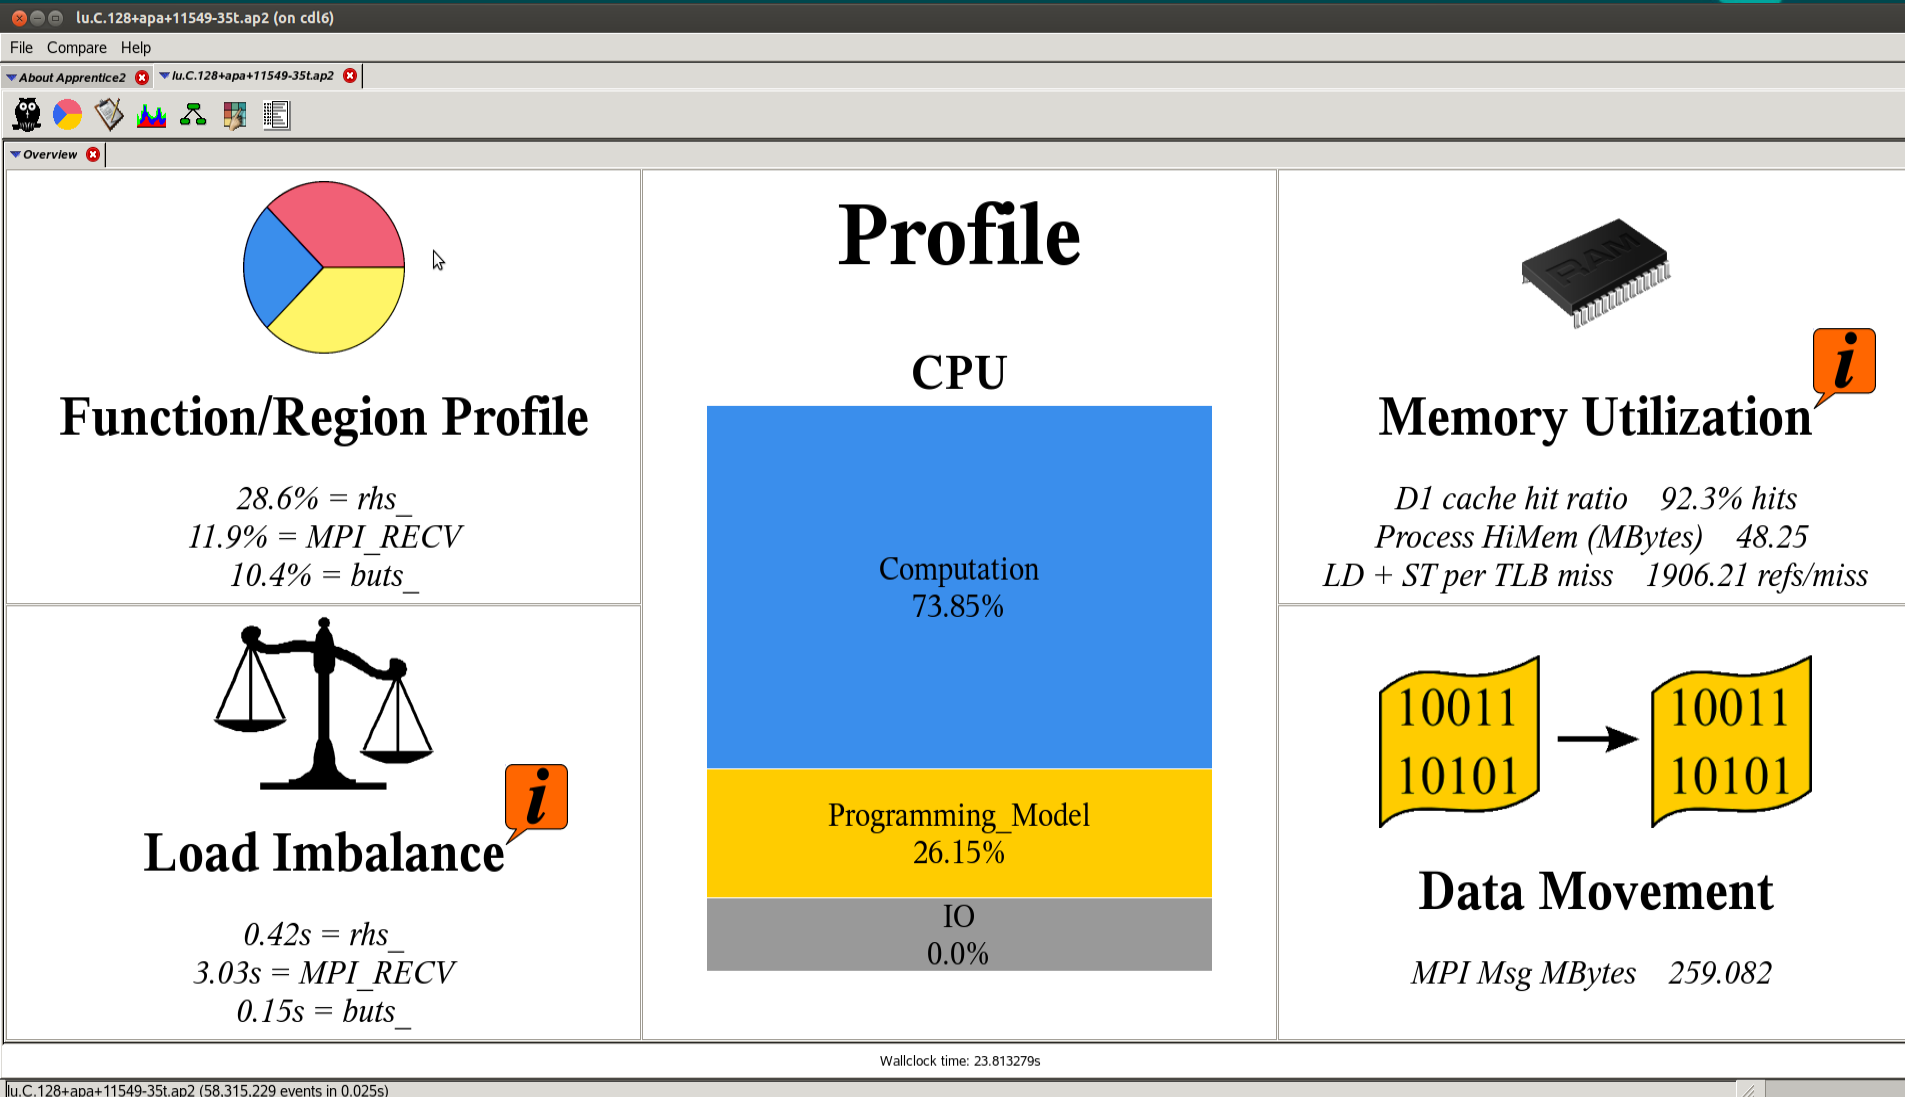 lu.C.128+apa+11549-35t.ap2 (on cdl6)
File Compare Help
About Apprentice2 lu.C.128+apa+11549-35t.ap2
Overview
Function/Region Profile
28.6% = rhs_
11.9% = MPI_RECV
10.4% = buts_
Load Imbalance
0.42s = rhs_
3.03s = MPI_RECV
0.15s = buts_
Profile
CPU
Computation
73.85%
Programming_Model
26.15%
IO
0.0%
RAM
i
Memory Utilization
D1 cache hit ratio 92.3% hits
Process HiMem (MBytes) 48.25
LD + ST per TLB miss 1906.21 refs/miss
i
10011
10101
10011
10101
Data Movement
MPI Msg MBytes 259.082
Wallclock time: 23.813279s
lu.C.128+apa+11549-35t.ap2 (58,315,229 events in 0.025s)